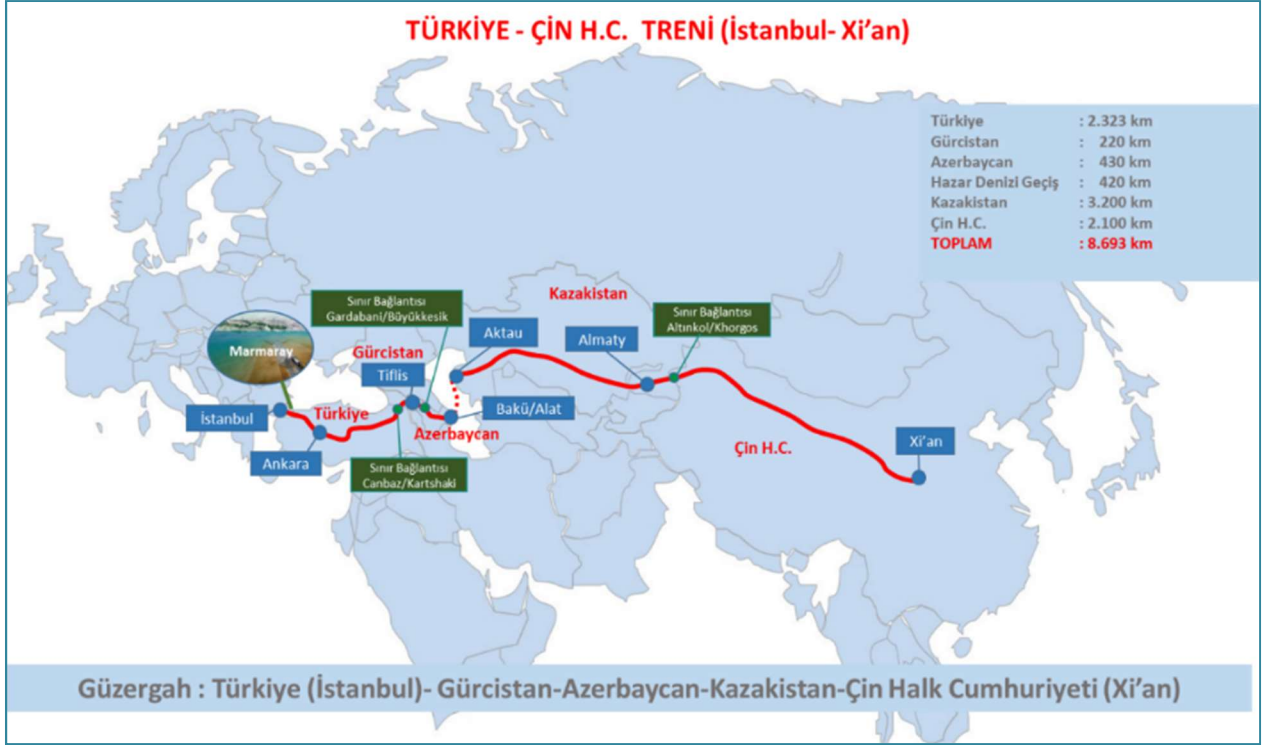 TÜRKİYE - ÇİN H.C. TRENİ (İstanbul- Xi’an)
Türkiye : 2.323 km
Gürcistan : 220 km
Azerbaycan : 430 km
Hazar Denizi Geçiş : 420 km
Kazakistan : 3.200 km
Çin H.C. : 2.100 km
TOPLAM : 8.693 km
Kazakistan
Sınır Bağlantısı
Gardabani/Büyükkesik
Sınır Bağlantısı
Altınkol/Khorgos
Marmaray
Gürcistan
Aktau
Almaty
Tiflis
İstanbul
Türkiye
Bakü/Alat
Azerbaycan
Xi’an
Çin H.C.
Ankara
Sınır Bağlantısı
Canbaz/Kartshaki
Güzergah : Türkiye (İstanbul)- Gürcistan-Azerbaycan-Kazakistan-Çin Halk Cumhuriyeti (Xi’an)